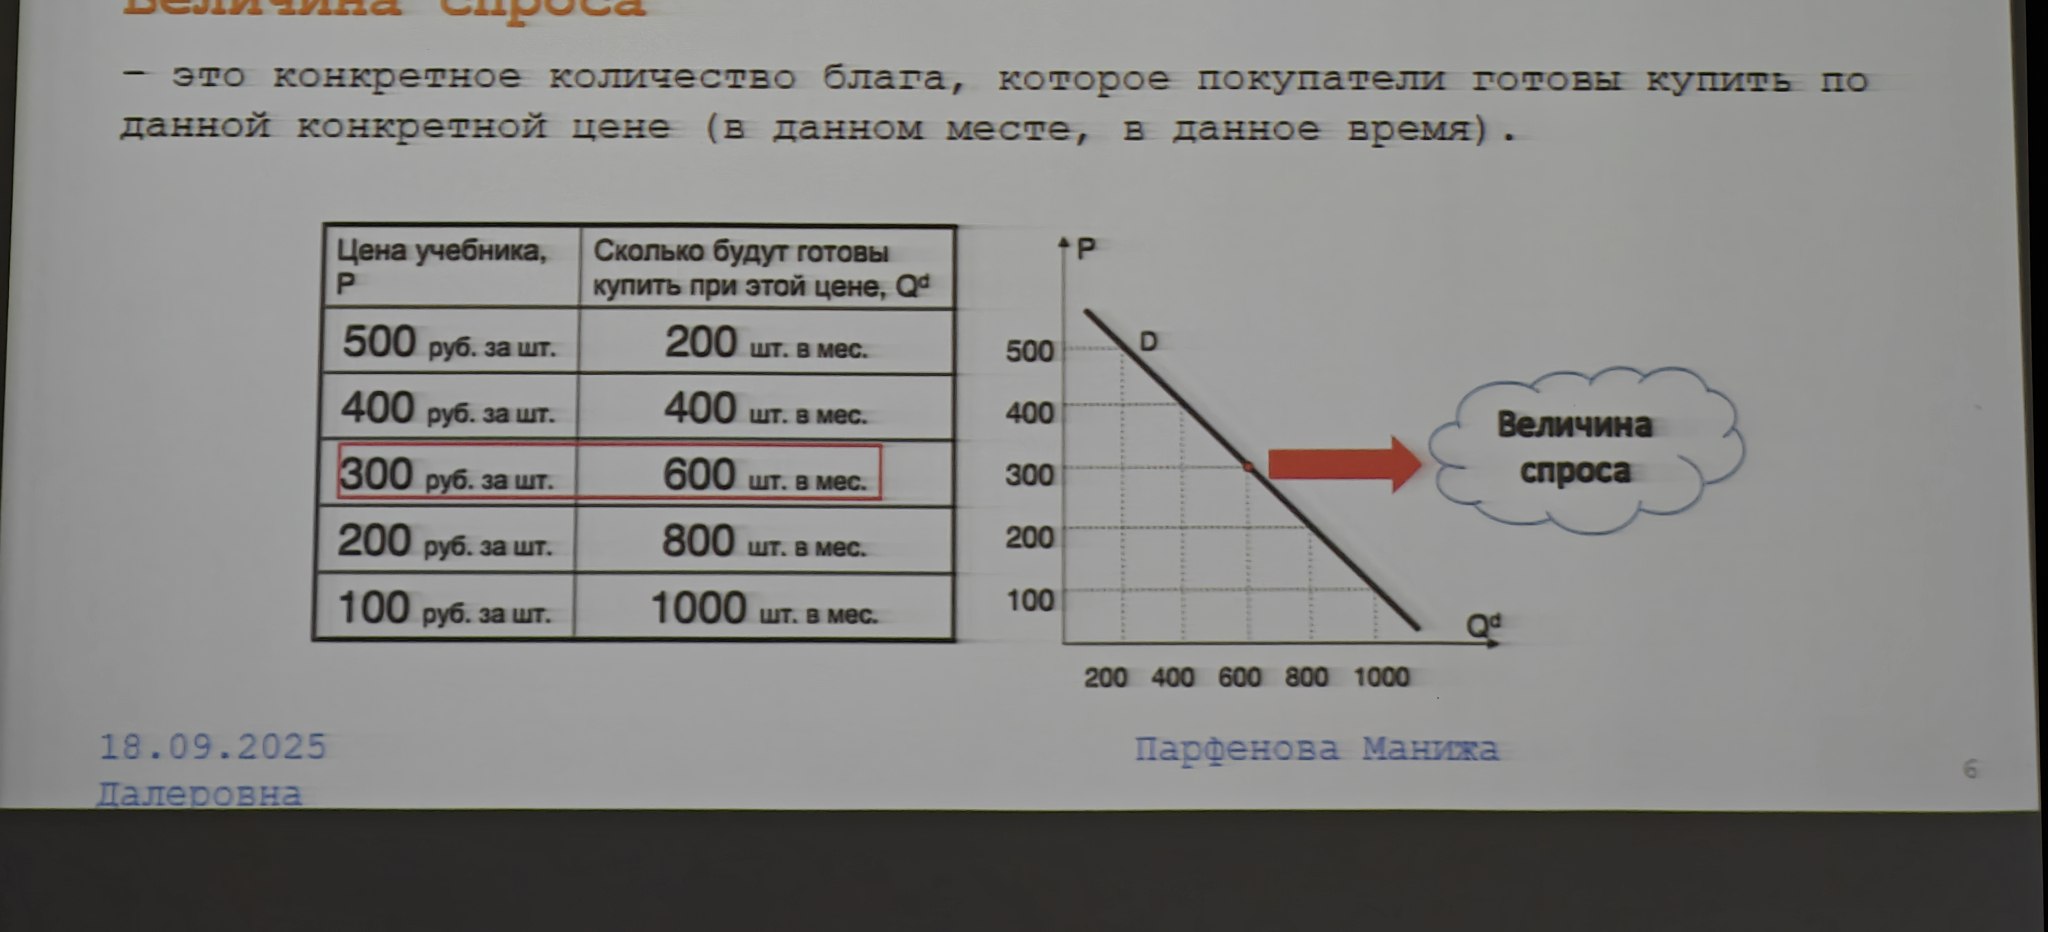 Величина спроса
— это конкретное количество блага, которое покупатели готовы купить по
данной конкретной цене (в данном месте, в данное время).
Цена учебника, Сколько будут готовы
P купить при этой цене, Qᵈ
500 руб. за шт. 200 шт. в мес.
400 руб. за шт. 400 шт. в мес.
300 руб. за шт. 600 шт. в мес.
200 руб. за шт. 800 шт. в мес.
100 руб. за шт. 1000 шт. в мес.
P
D
500
400
300
200
100
Qᵈ
200 400 600 800 1000
Величина
спроса
18.09.2025 Парфенова Манижа
Далеровна
6